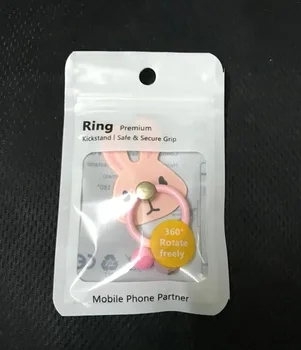 Ring Premium
Kickstand | Safe & Secure Grip
360°
Rotate
freely
Mobile Phone Partner